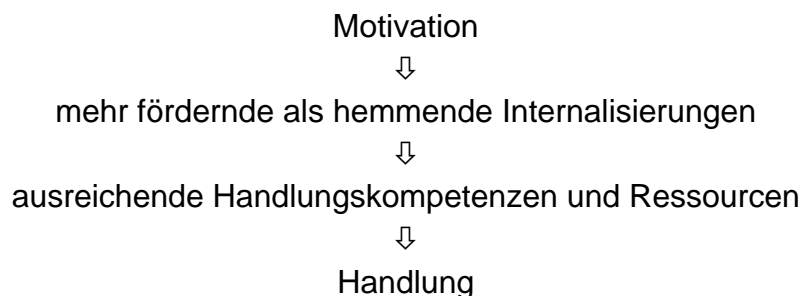 Motivation
⇩
mehr fördernde als hemmende Internalisierungen
⇩
ausreichende Handlungskompetenzen und Ressourcen
⇩
Handlung